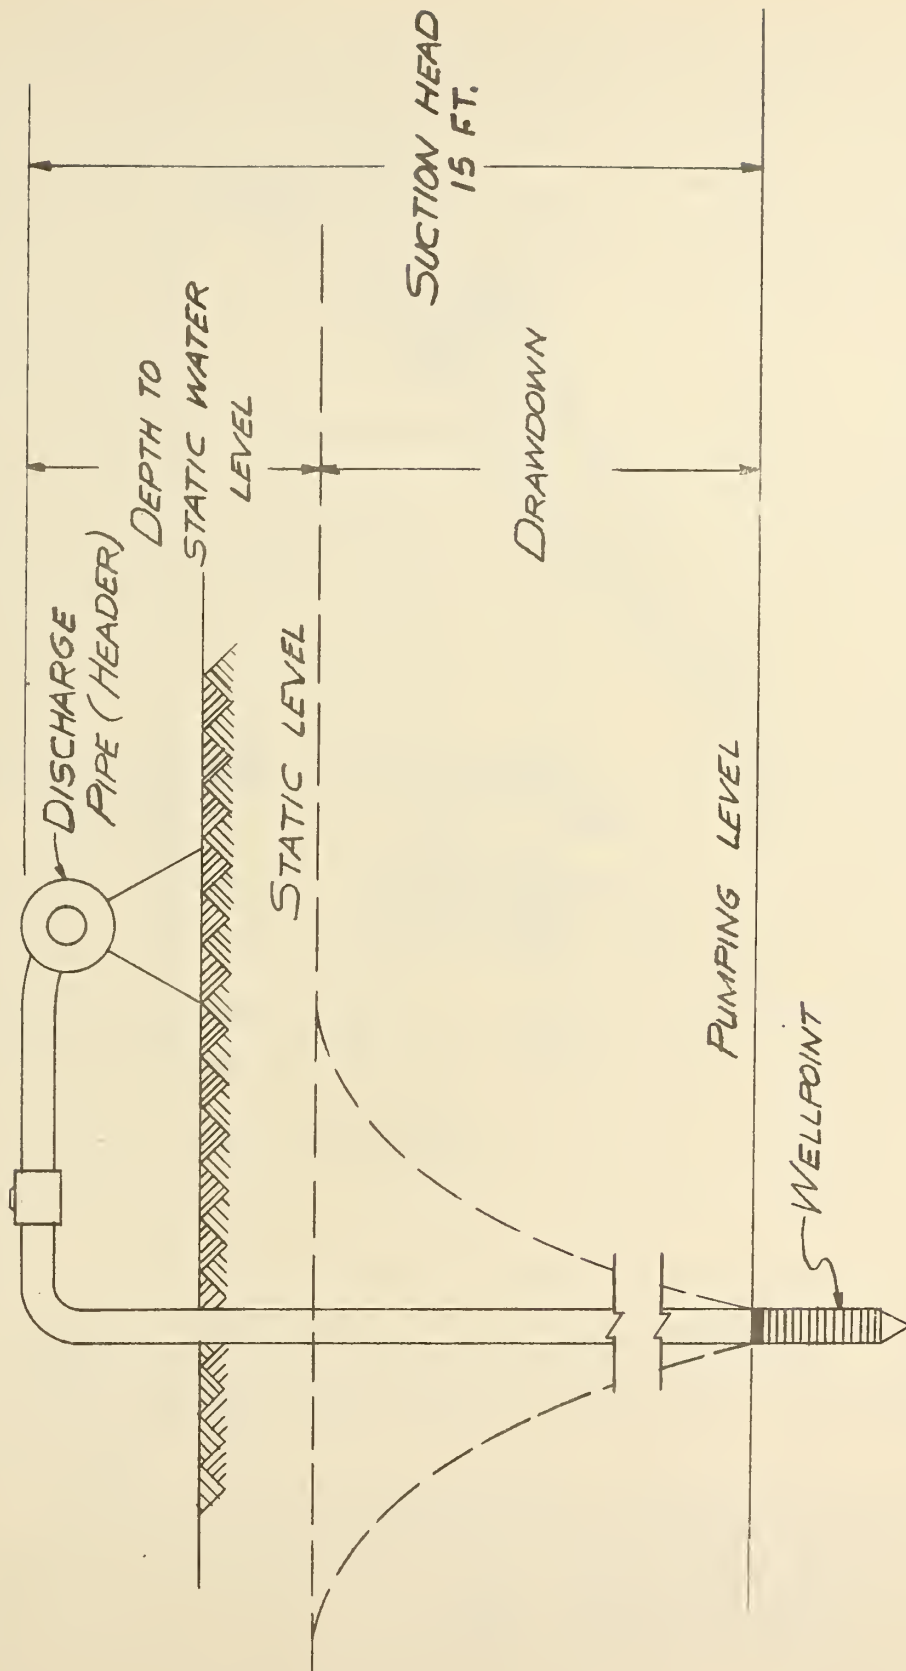 DISCHARGE
PIPE (HEADER)
DEPTH TO
STATIC WATER
LEVEL
STATIC LEVEL
SUCTION HEAD
15 FT.
DRAWDOWN
PUMPING LEVEL
WELLPOINT